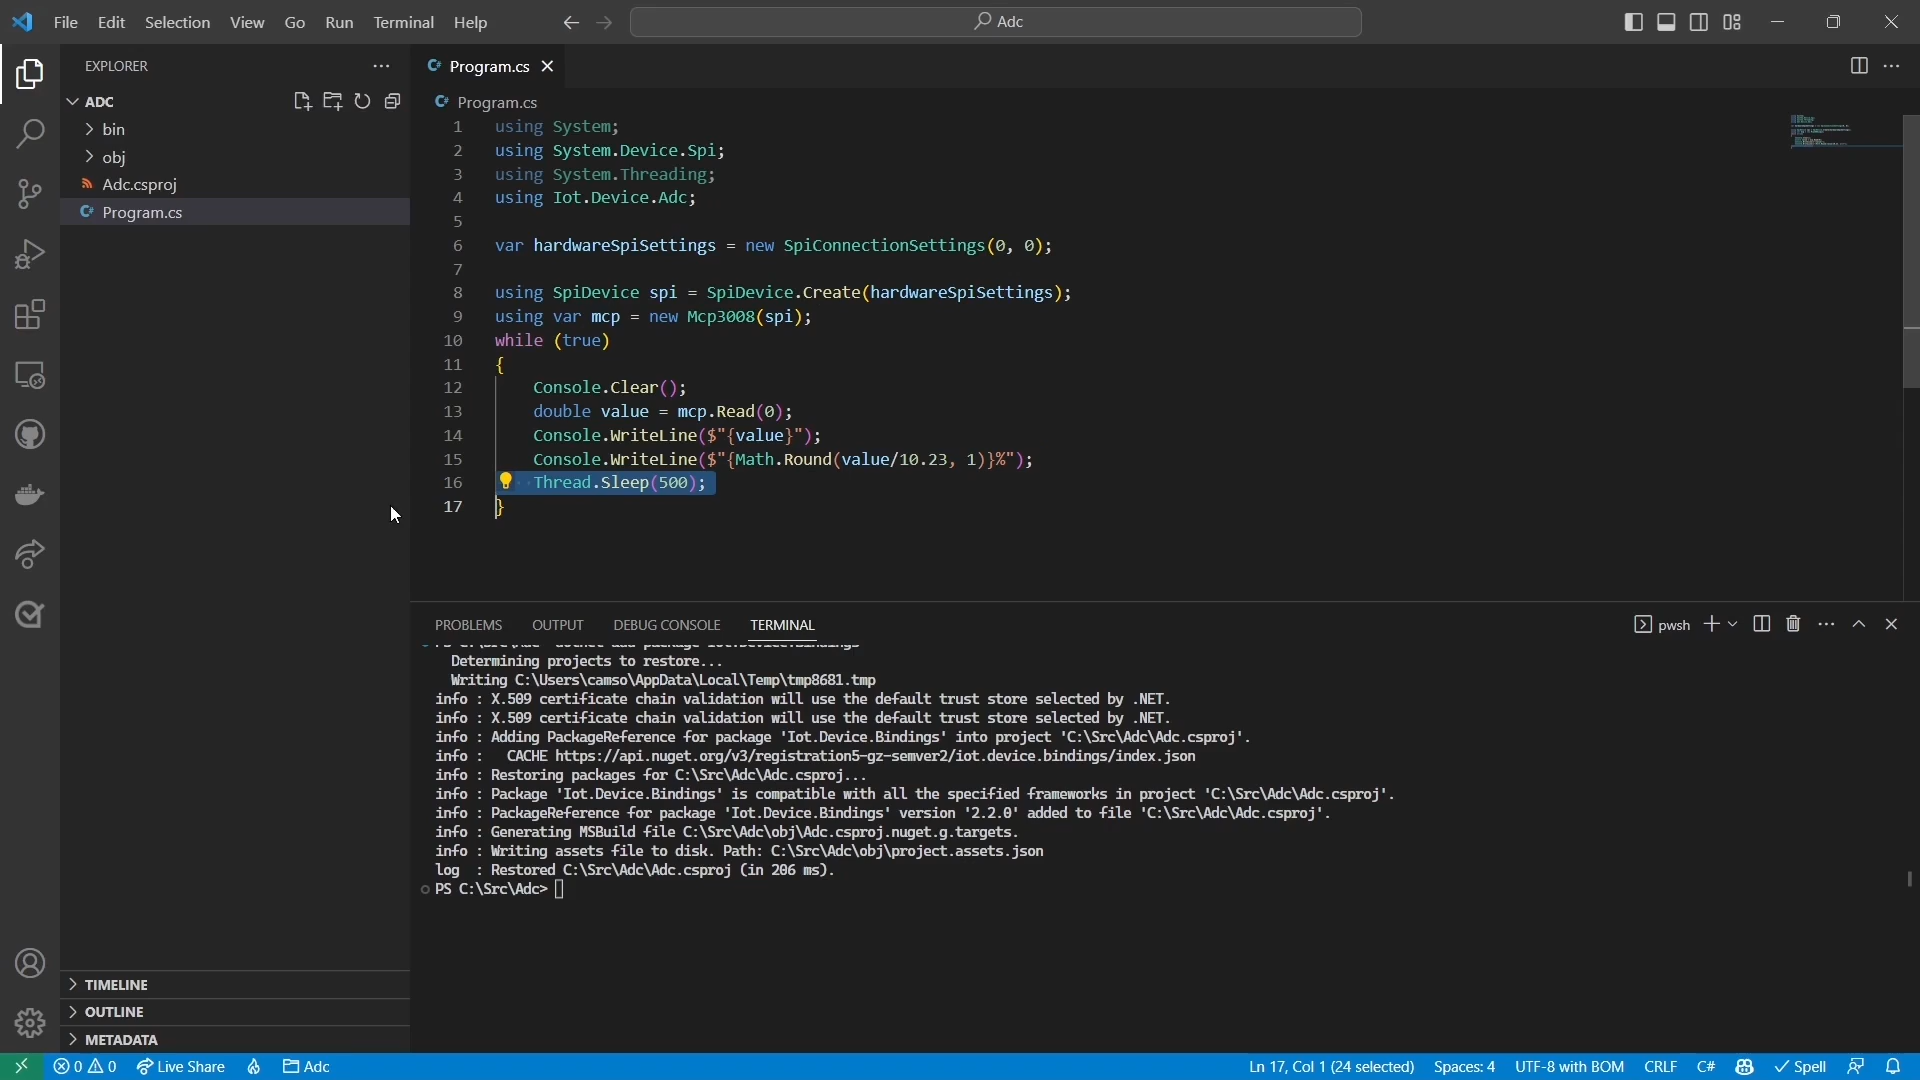 File Edit Selection View Go Run Terminal Help
Adc
EXPLORER
ADC
bin
obj
Adc.csproj
Program.cs
TIMELINE
OUTLINE
METADATA
Program.cs
Program.cs
1 using System;
2 using System.Device.Spi;
3 using System.Threading;
4 using Iot.Device.Adc;
5
6 var hardwareSpiSettings = new SpiConnectionSettings(0, 0);
7
8 using SpiDevice spi = SpiDevice.Create(hardwareSpiSettings);
9 using var mcp = new Mcp3008(spi);
10 while (true)
11 {
12 Console.Clear();
13 double value = mcp.Read(0);
14 Console.WriteLine($"{value}");
15 Console.WriteLine($"{Math.Round(value/10.23, 1)}%");
16 Thread.Sleep(500);
17 }
PROBLEMS OUTPUT DEBUG CONSOLE TERMINAL
pwsh
Determining projects to restore...
Writing C:\Users\camso\AppData\Local\Temp\tmp8681.tmp
info : X.509 certificate chain validation will use the default trust store selected by .NET.
info : X.509 certificate chain validation will use the default trust store selected by .NET.
info : Adding PackageReference for package 'Iot.Device.Bindings' into project 'C:\Src\Adc\Adc.csproj'.
info : CACHE https://api.nuget.org/v3/registration5-gz-semver2/iot.device.bindings/index.json
info : Restoring packages for C:\Src\Adc\Adc.csproj...
info : Package 'Iot.Device.Bindings' is compatible with all the specified frameworks in project 'C:\Src\Adc\Adc.csproj'.
info : PackageReference for package 'Iot.Device.Bindings' version '2.2.0' added to file 'C:\Src\Adc\Adc.csproj'.
info : Generating MSBuild file C:\Src\Adc\obj\Adc.csproj.nuget.g.targets.
info : Writing assets file to disk. Path: C:\Src\Adc\obj\project.assets.json
log : Restored C:\Src\Adc\Adc.csproj (in 206 ms).
PS C:\Src\Adc>
0 0 Live Share Adc Ln 17, Col 1 (24 selected) Spaces: 4 UTF-8 with BOM CRLF C# Spell